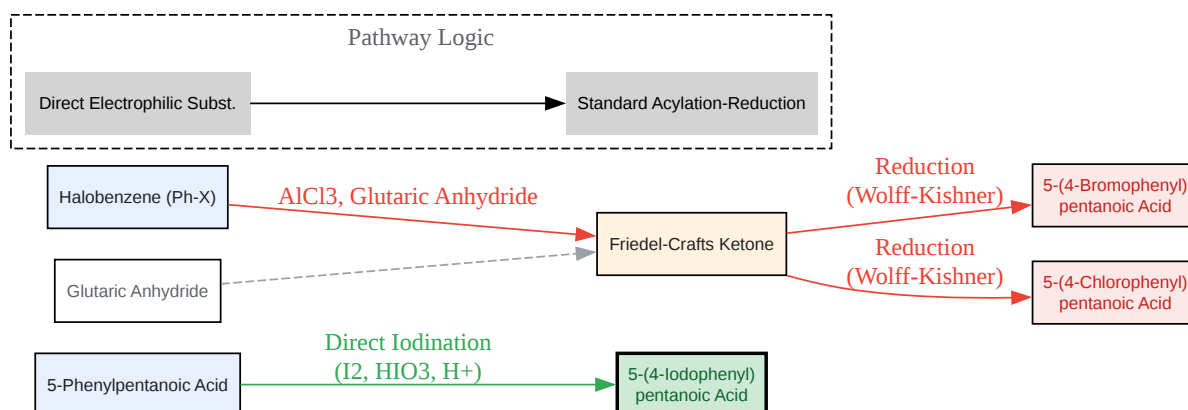 Pathway Logic
Direct Electrophilic Subst.
Standard Acylation-Reduction
Halobenzene (Ph-X)
AlCl3, Glutaric Anhydride
Reduction
(Wolff-Kishner)
5-(4-Bromophenyl)
pentanoic Acid
Friedel-Crafts Ketone
Glutaric Anhydride
Reduction
(Wolff-Kishner)
5-(4-Chlorophenyl)
pentanoic Acid
5-Phenylpentanoic Acid
Direct Iodination
(I2, HIO3, H+)
5-(4-Iodophenyl)
pentanoic Acid